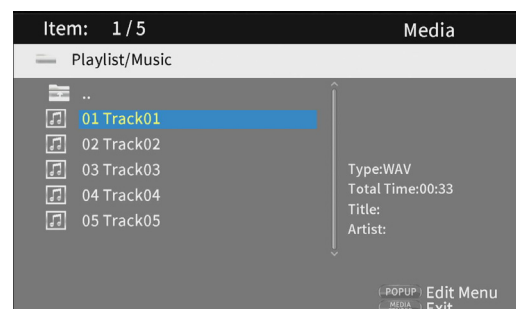 Item: 1/5 Media
Playlist/Music
..
01 Track01
02 Track02
03 Track03
04 Track04
05 Track05
Type:WAV
Total Time:00:33
Title:
Artist:
POPUP Edit Menu
MEDIA Exit